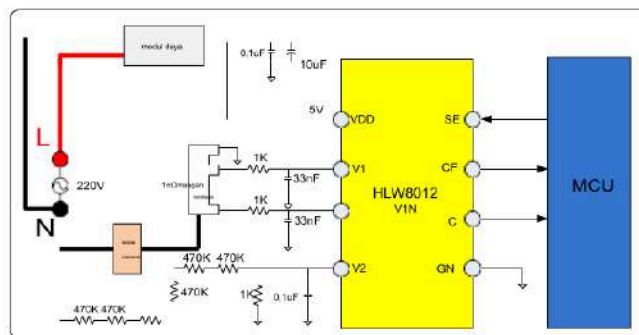 modul daya
0,1uF
10uF
5V
VDD
SE
L
1K
33nF
V1
CF
220V
1mΩmangan
HLW8012
V1N
MCU
N
1K
33nF
C
470K 470K
V2
GN
470K
1K
0,1uF
470K 470K